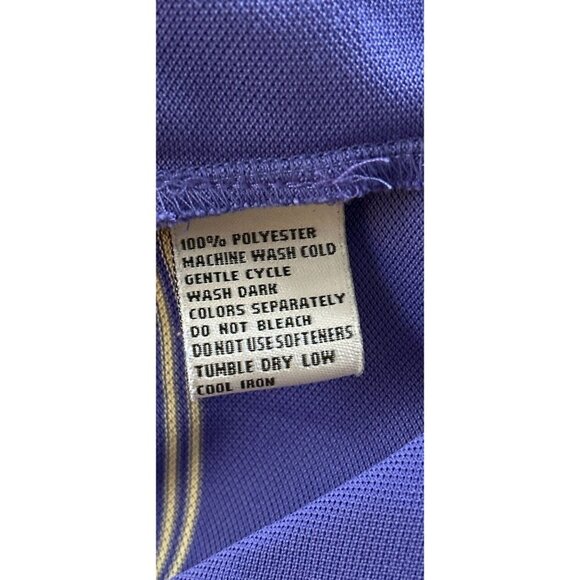 100% POLYESTER
MACHINE WASH COLD
GENTLE CYCLE
WASH DARK
COLORS SEPARATELY
DO NOT BLEACH
DO NOT USE SOFTENERS
TUMBLE DRY LOW
COOL IRON